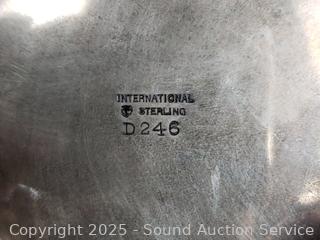 INTERNATIONAL
STERLING
D246
Copyright 2025 - Sound Auction Service